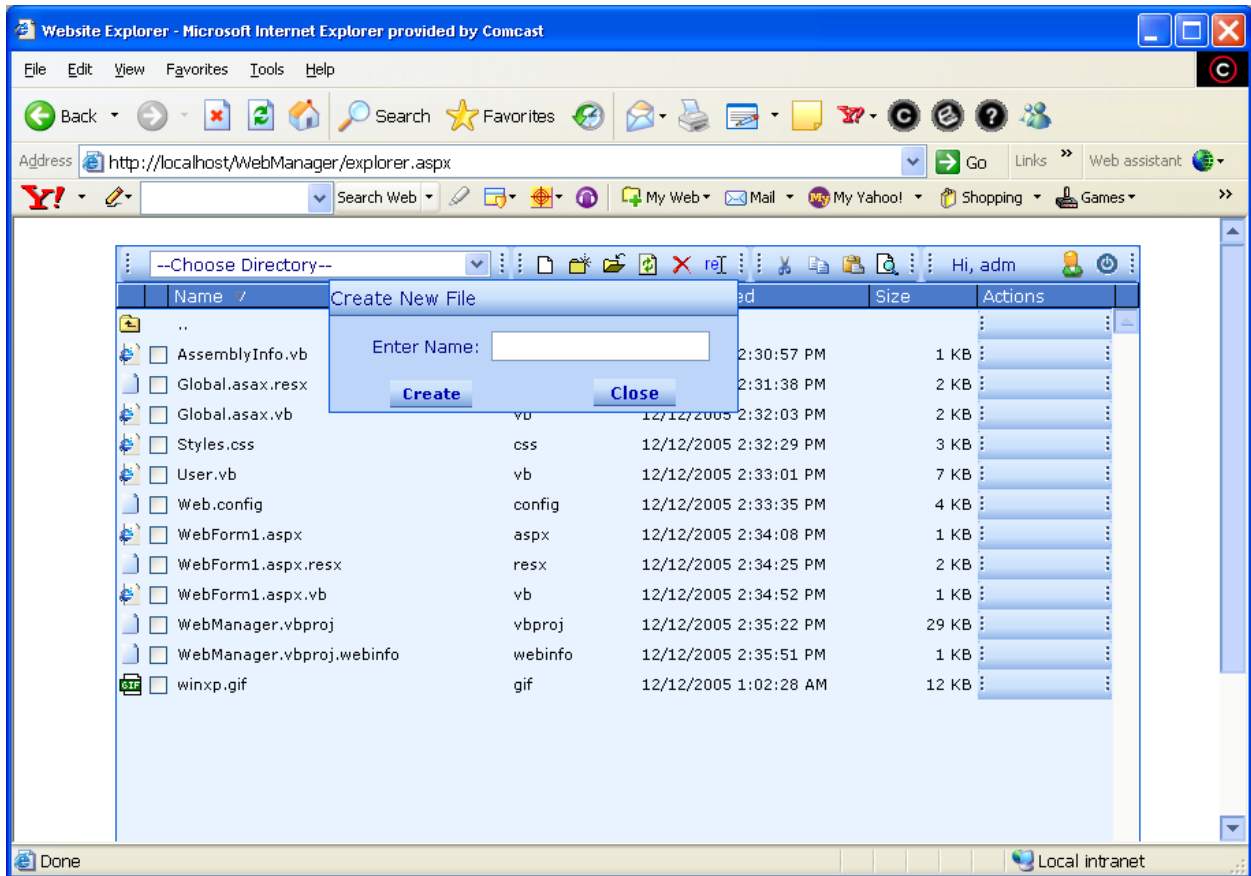 Website Explorer - Microsoft Internet Explorer provided by Comcast
File Edit View Favorites Tools Help
Back Search Favorites
Address http://localhost/WebManager/explorer.aspx Go Links » Web assistant
Y! Search Web My Web Mail My Yahoo! Shopping Games »
--Choose Directory-- re Hi, adm
Name Size Actions
Create New File
Enter Name:
Create Close
..
AssemblyInfo.vb 2:30:57 PM 1 KB
Global.asax.resx 2:31:38 PM 2 KB
Global.asax.vb vb 12/12/2005 2:32:03 PM 2 KB
Styles.css css 12/12/2005 2:32:29 PM 3 KB
User.vb vb 12/12/2005 2:33:01 PM 7 KB
Web.config config 12/12/2005 2:33:35 PM 4 KB
WebForm1.aspx aspx 12/12/2005 2:34:08 PM 1 KB
WebForm1.aspx.resx resx 12/12/2005 2:34:25 PM 2 KB
WebForm1.aspx.vb vb 12/12/2005 2:34:52 PM 1 KB
WebManager.vbproj vbproj 12/12/2005 2:35:22 PM 29 KB
WebManager.vbproj.webinfo webinfo 12/12/2005 2:35:51 PM 1 KB
GIF winxp.gif gif 12/12/2005 1:02:28 AM 12 KB
Done Local intranet